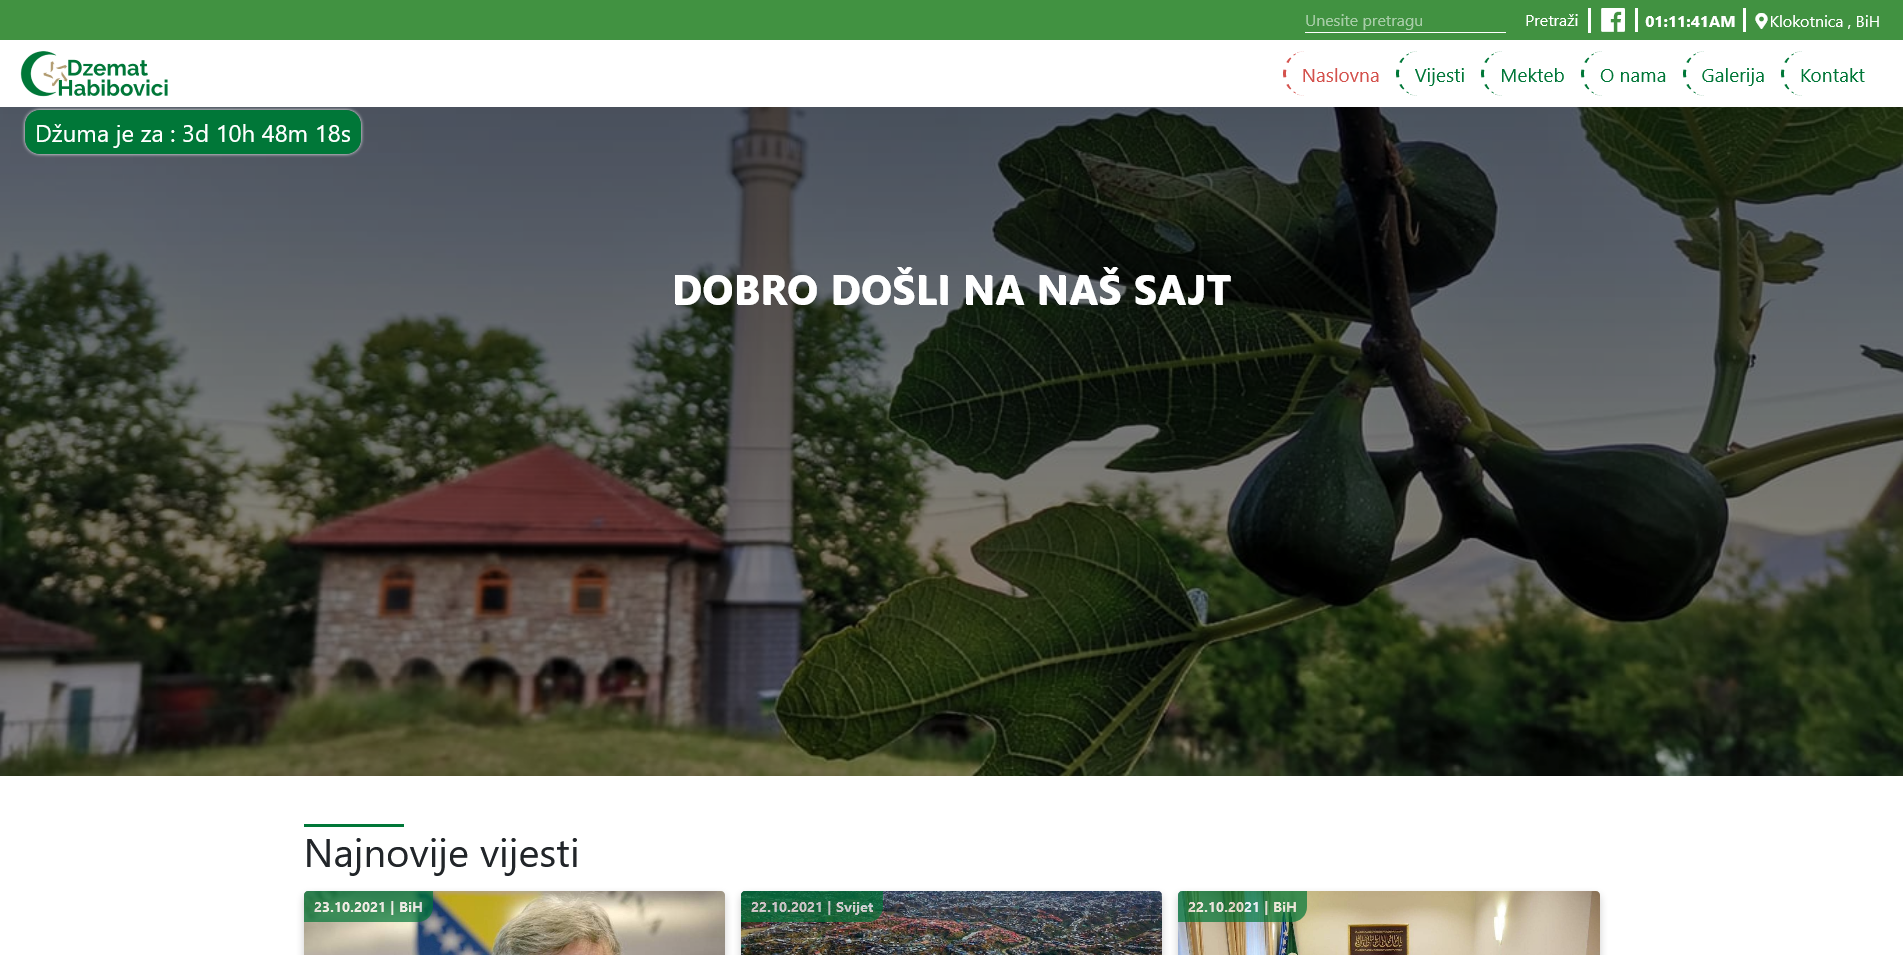 Unesite pretragu Pretraži 01:11:41AM Klokotnica , BiH
Dzemat
Habibovici
Naslovna Vijesti Mekteb O nama Galerija Kontakt
Džuma je za : 3d 10h 48m 18s
DOBRO DOŠLI NA NAŠ SAJT
Najnovije vijesti
23.10.2021 | BiH
22.10.2021 | Svijet
22.10.2021 | BiH